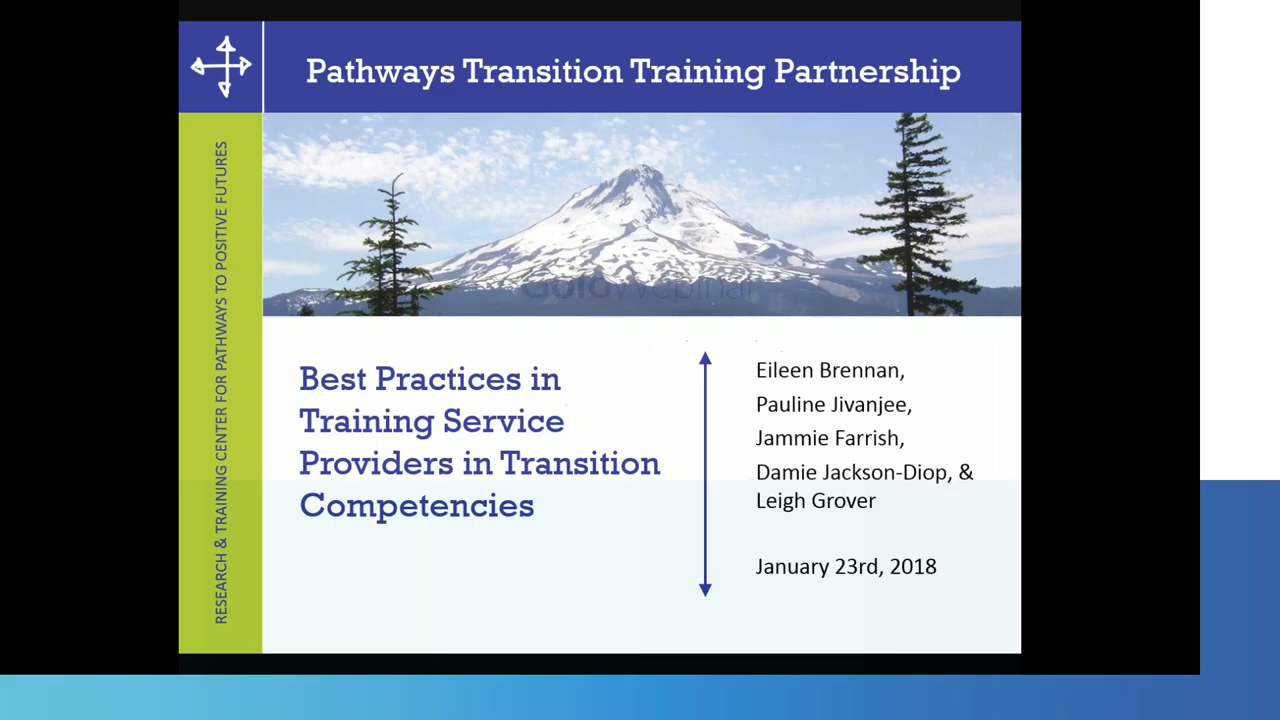 Pathways Transition Training Partnership
RESEARCH & TRAINING CENTER FOR PATHWAYS TO POSITIVE FUTURES
GoToWebinar
Best Practices in
Training Service
Providers in Transition
Competencies
Eileen Brennan,
Pauline Jivanjee,
Jammie Farrish,
Damie Jackson-Diop, &
Leigh Grover
January 23rd, 2018